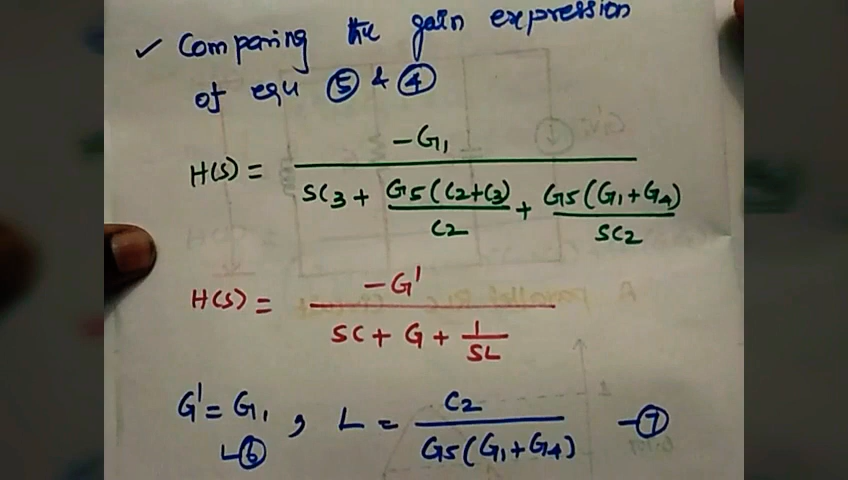 ✓ Comparing the gain expression
of equ ⑤ & ④
H(s) = -G1 / (SC3 + G5(C2+C3)/C2 + G5(G1+G4)/SC2)
H(s) = -G' / (SC + G + 1/SL)
G' = G1, L = C2 / G5(G1+G4) -⑦
L⑥